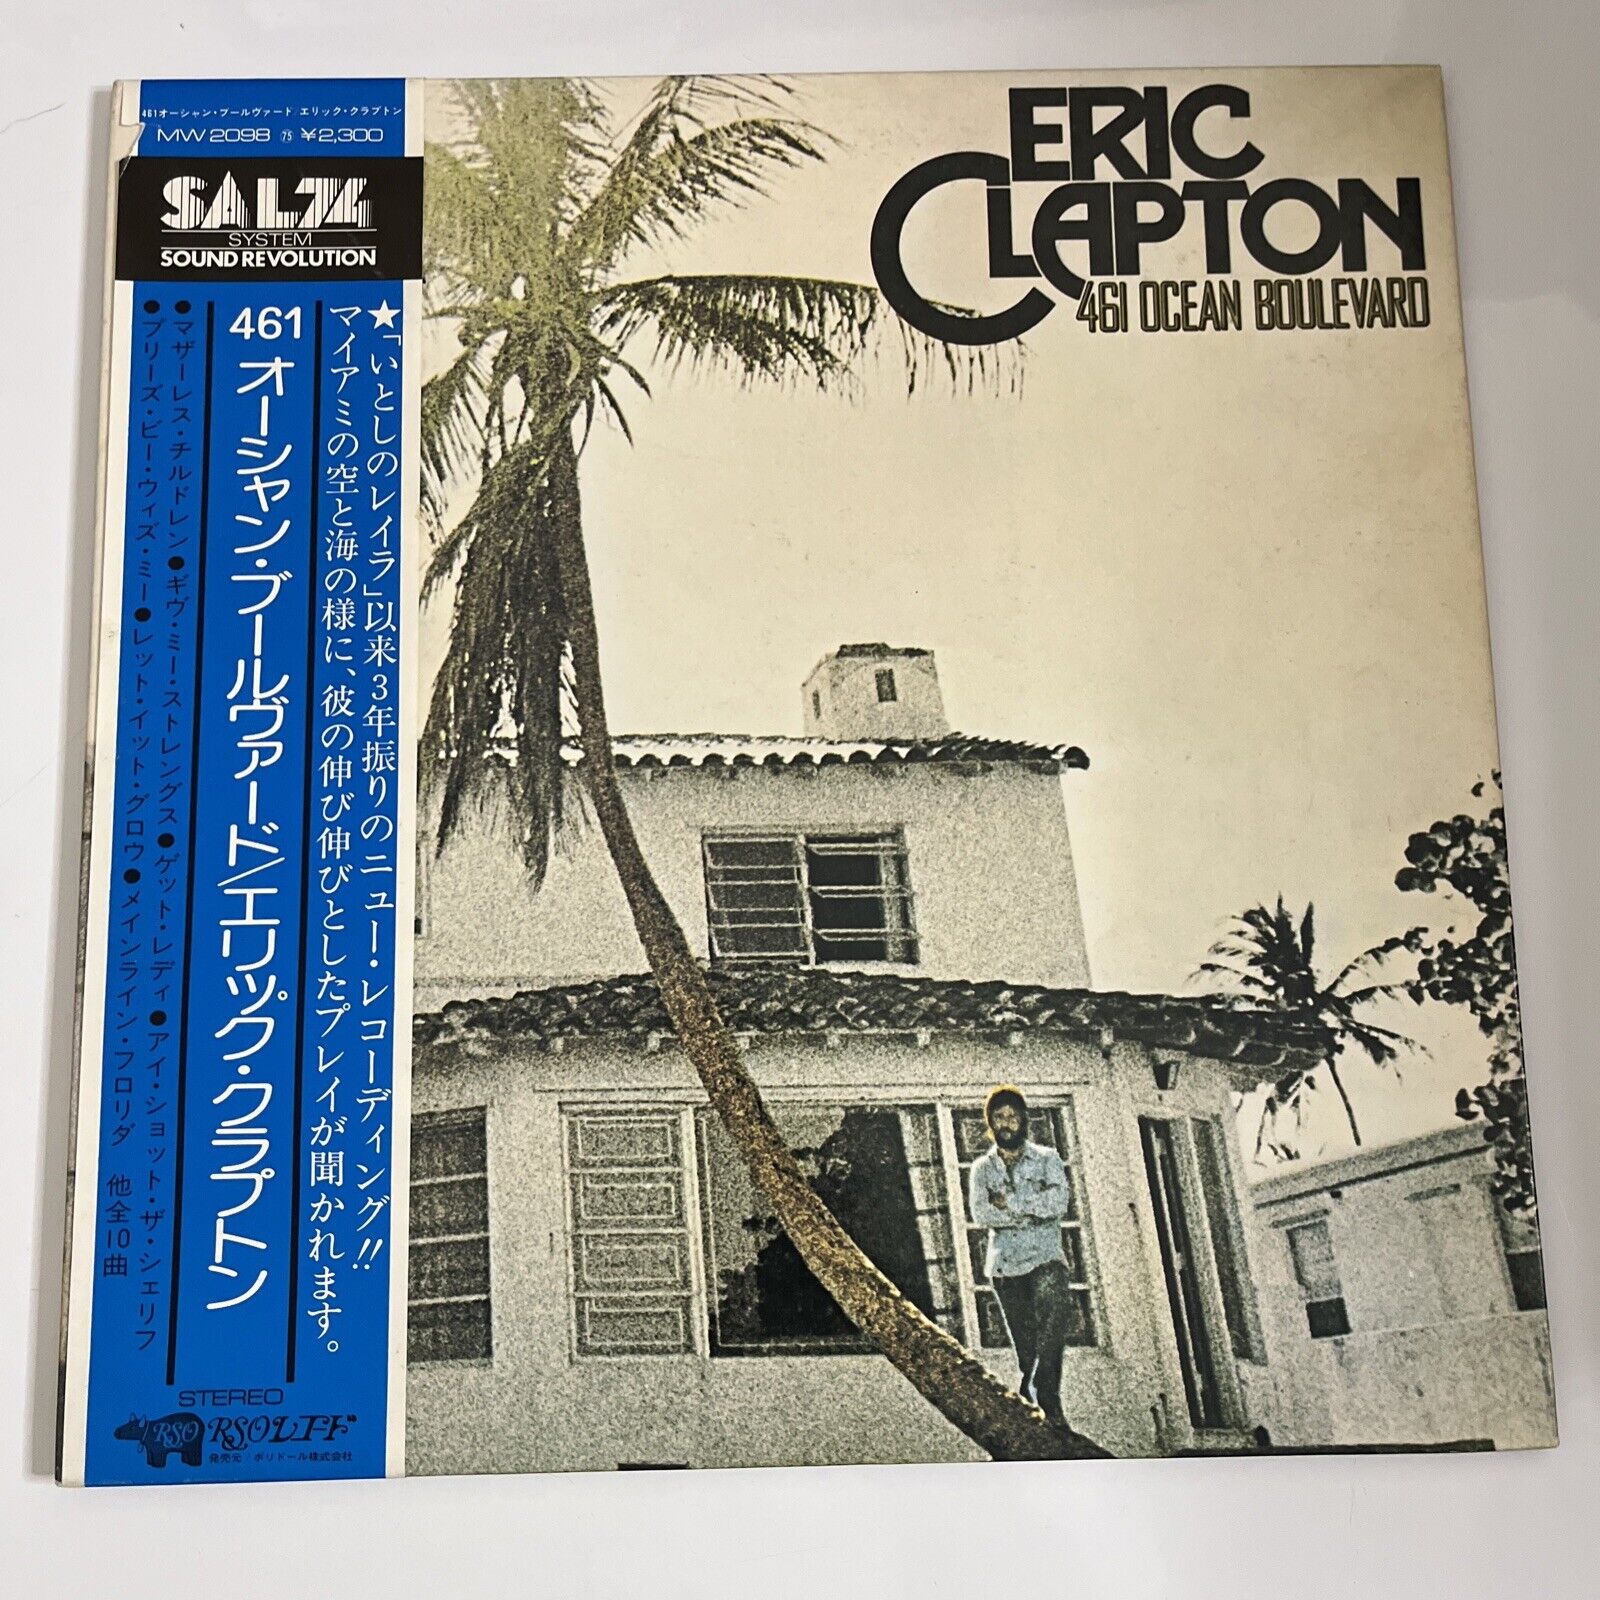 461オーシャン・ブールヴァード エリック・クラプトン
MW 2098 75 ¥2,300
SAL74
SYSTEM
SOUND REVOLUTION
★「いとしのレイラ」以来3年振りのニュー・レコーディング!!
マイアミの空と海の様に、彼の伸び伸びとしたプレイが聞かれます。
461 オーシャン・ブールヴァード/エリック・クラプトン
●マザーレス・チルドレン●ギヴ・ミー・ストレングス●ゲット・レディ●アイ・ショット・ザ・シェリフ
●プリーズ・ビー・ウィズ・ミー●レット・イット・グロウ●メインライン・フロリダ 他全10曲
STEREO
RSO RSOレコード
発売元/ポリドール株式会社
ERIC
CLAPTON
461 OCEAN BOULEVARD